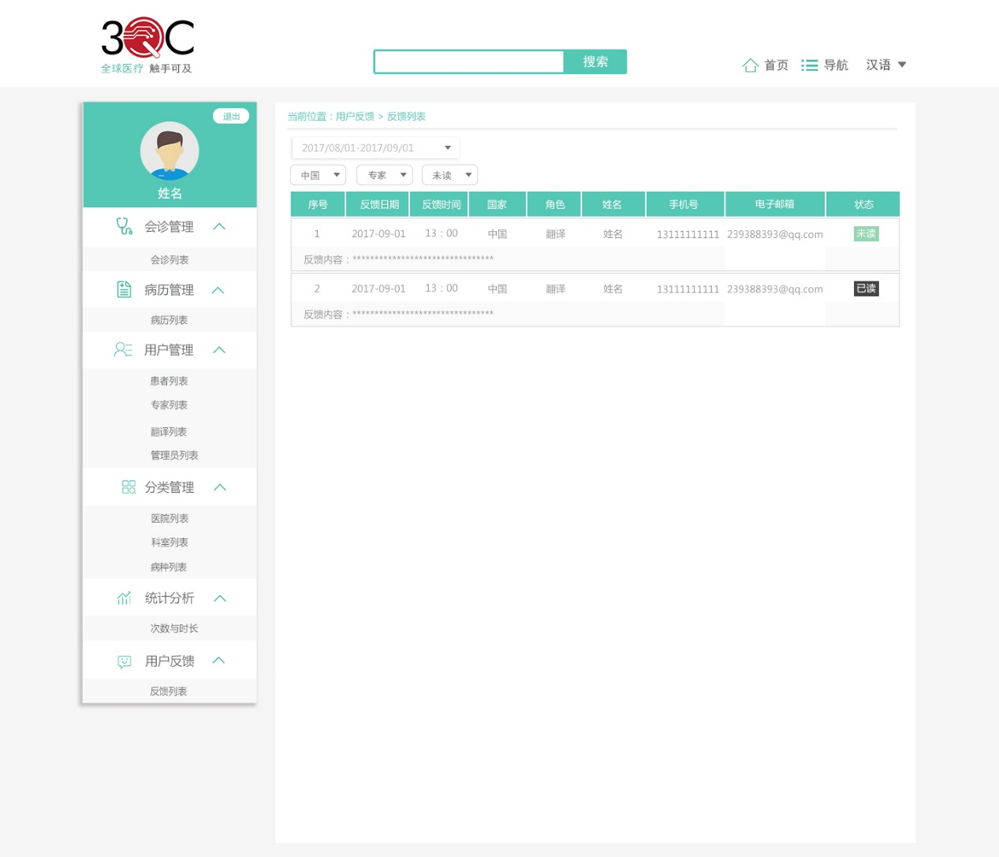 3QC
全球医疗 触手可及
搜索
首页 导航 汉语
退出
姓名
会诊管理
会诊列表
病历管理
病历列表
用户管理
患者列表
专家列表
翻译列表
管理员列表
分类管理
医院列表
科室列表
病种列表
统计分析
次数与时长
用户反馈
反馈列表
当前位置：用户反馈 > 反馈列表
2017/08/01-2017/09/01
中国 专家 未读
序号 反馈日期 反馈时间 国家 角色 姓名 手机号 电子邮箱 状态
1 2017-09-01 13：00 中国 翻译 姓名 13111111111 239388393@qq.com 未读
反馈内容：********************************
2 2017-09-01 13：00 中国 翻译 姓名 13111111111 239388393@qq.com 已读
反馈内容：********************************